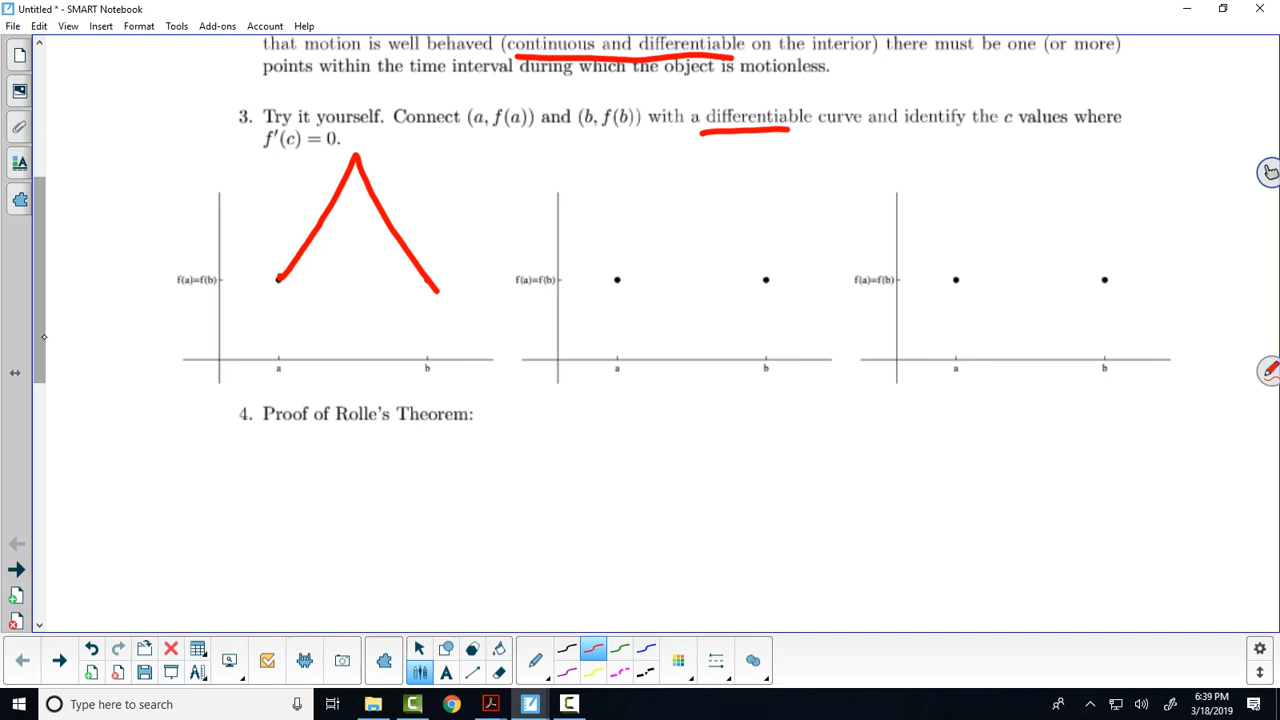 Untitled * - SMART Notebook
File Edit View Insert Format Tools Add-ons Account Help
that motion is well behaved (continuous and differentiable on the interior) there must be one (or more)
points within the time interval during which the object is motionless.
3. Try it yourself. Connect (a, f(a)) and (b, f(b)) with a differentiable curve and identify the c values where
f′(c) = 0.
f(a)=f(b) f(a)=f(b) f(a)=f(b)
a b a b a b
4. Proof of Rolle's Theorem:
A
Type here to search
6:39 PM
3/18/2019